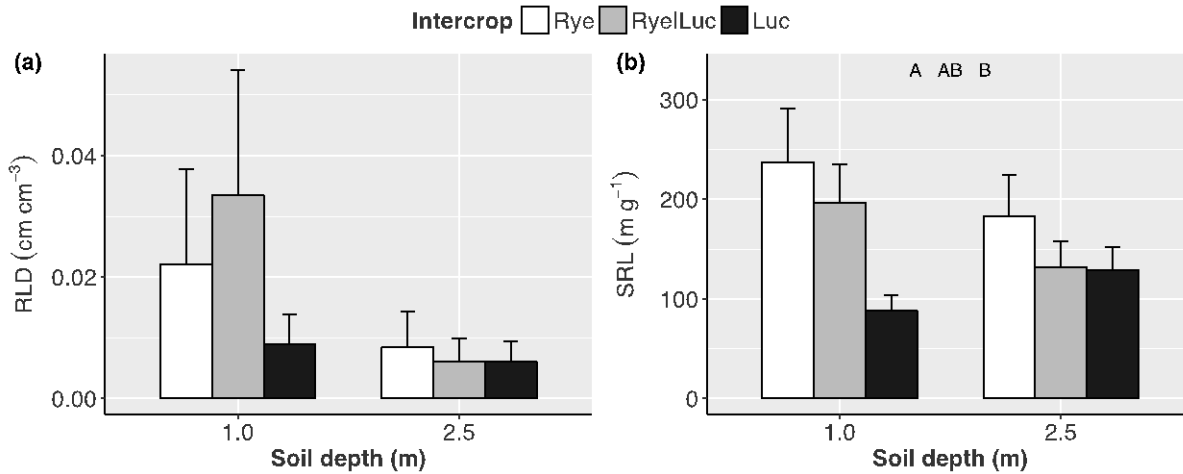 Intercrop Rye Rye|Luc Luc
(a)
RLD (cm cm⁻³)
0.04
0.02
0.00
1.0 2.5
Soil depth (m)
(b)
A AB B
SRL (m g⁻¹)
300
200
100
0
1.0 2.5
Soil depth (m)